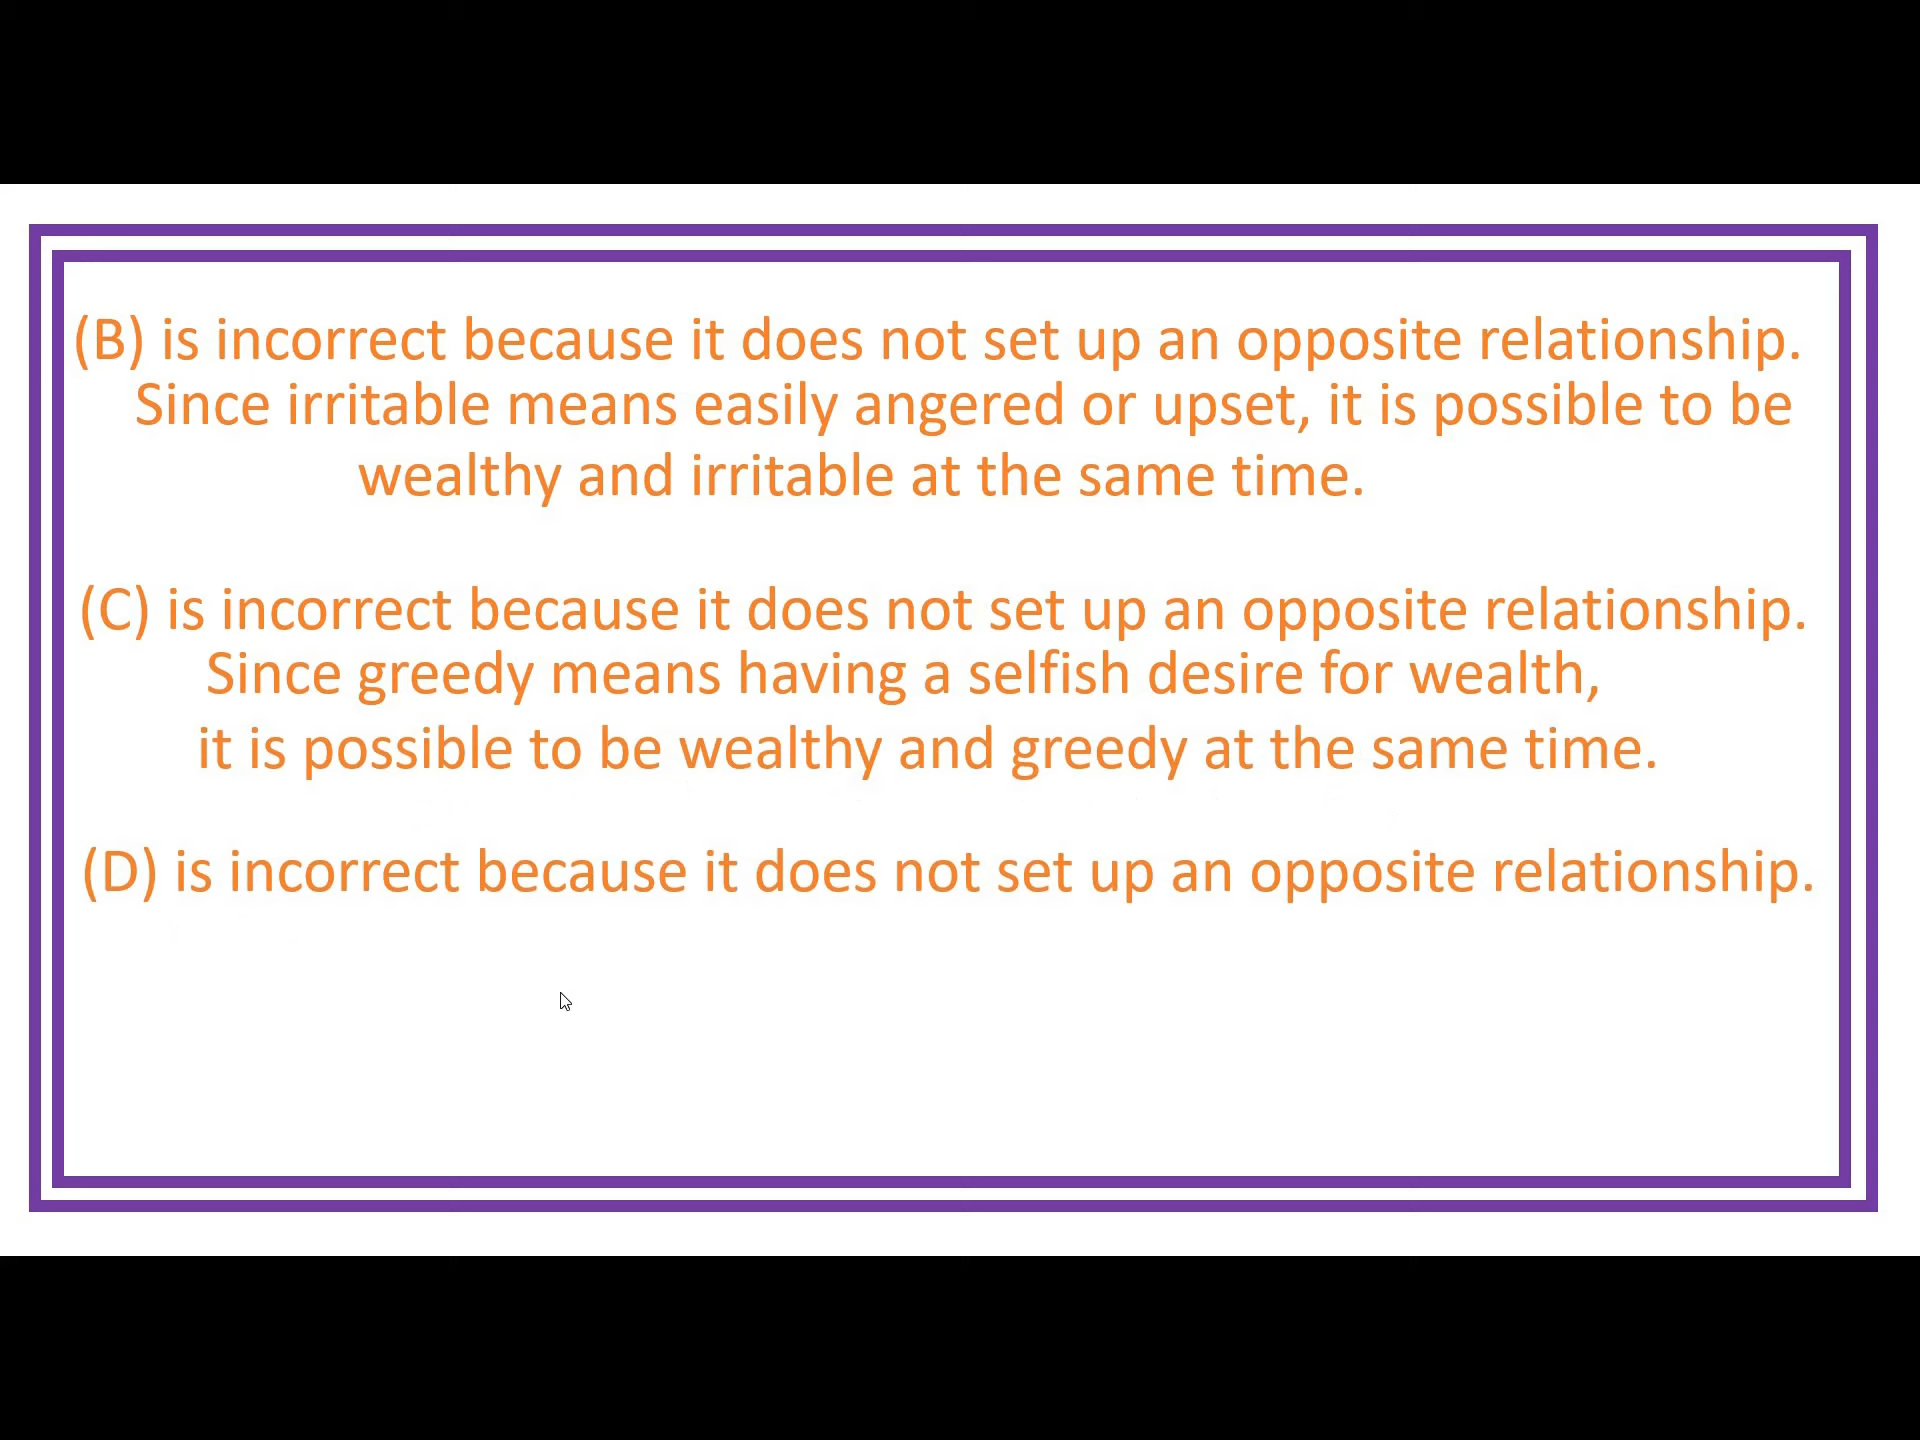 (B) is incorrect because it does not set up an opposite relationship.
Since irritable means easily angered or upset, it is possible to be
wealthy and irritable at the same time.
(C) is incorrect because it does not set up an opposite relationship.
Since greedy means having a selfish desire for wealth,
it is possible to be wealthy and greedy at the same time.
(D) is incorrect because it does not set up an opposite relationship.